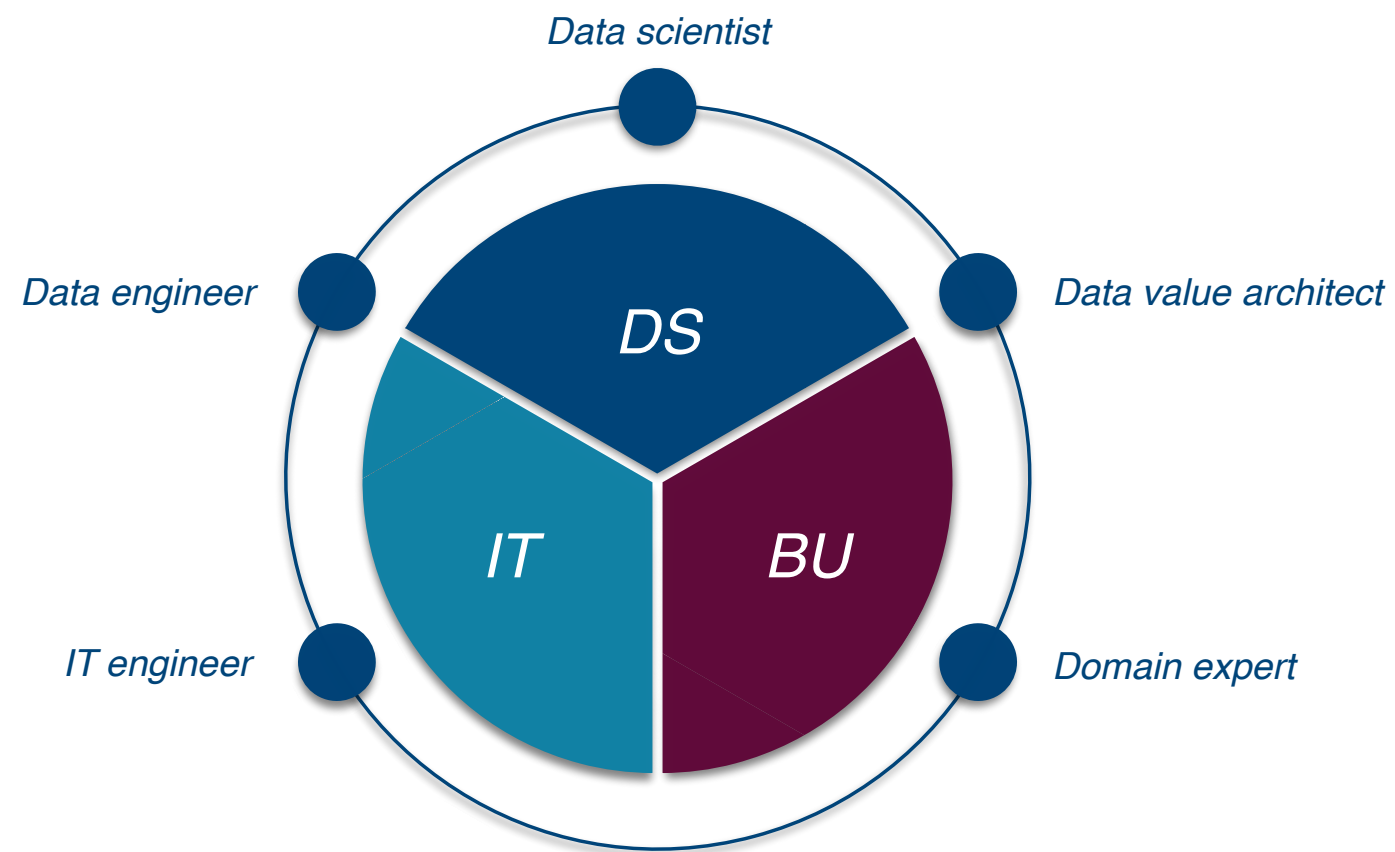 Data scientist
Data engineer
Data value architect
DS
IT
BU
IT engineer
Domain expert